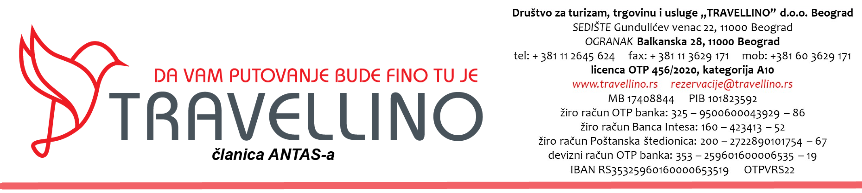 DA VAM PUTOVANJE BUDE FINO TU JE
TRAVELLINO
članica ANTAS-a
Društvo za turizam, trgovinu i usluge „TRAVELLINO” d.o.o. Beograd
SEDIŠTE Gundulićev venac 22, 11000 Beograd
OGRANAK Balkanska 28, 11000 Beograd
tel: + 381 11 2645 624 fax: + 381 11 3629 171 mob: +381 60 3629 171
licenca OTP 456/2020, kategorija A10
www.travellino.rs rezervacije@travellino.rs
MB 17408844 PIB 101823592
žiro račun OTP banka: 325 – 9500600043929 – 86
žiro račun Banca Intesa: 160 – 423413 – 52
žiro račun Poštanska štedionica: 200 – 2722890101754 – 67
devizni račun OTP banka: 353 – 259601600006535 – 19
IBAN RS35325960160000653519 OTPVRS22